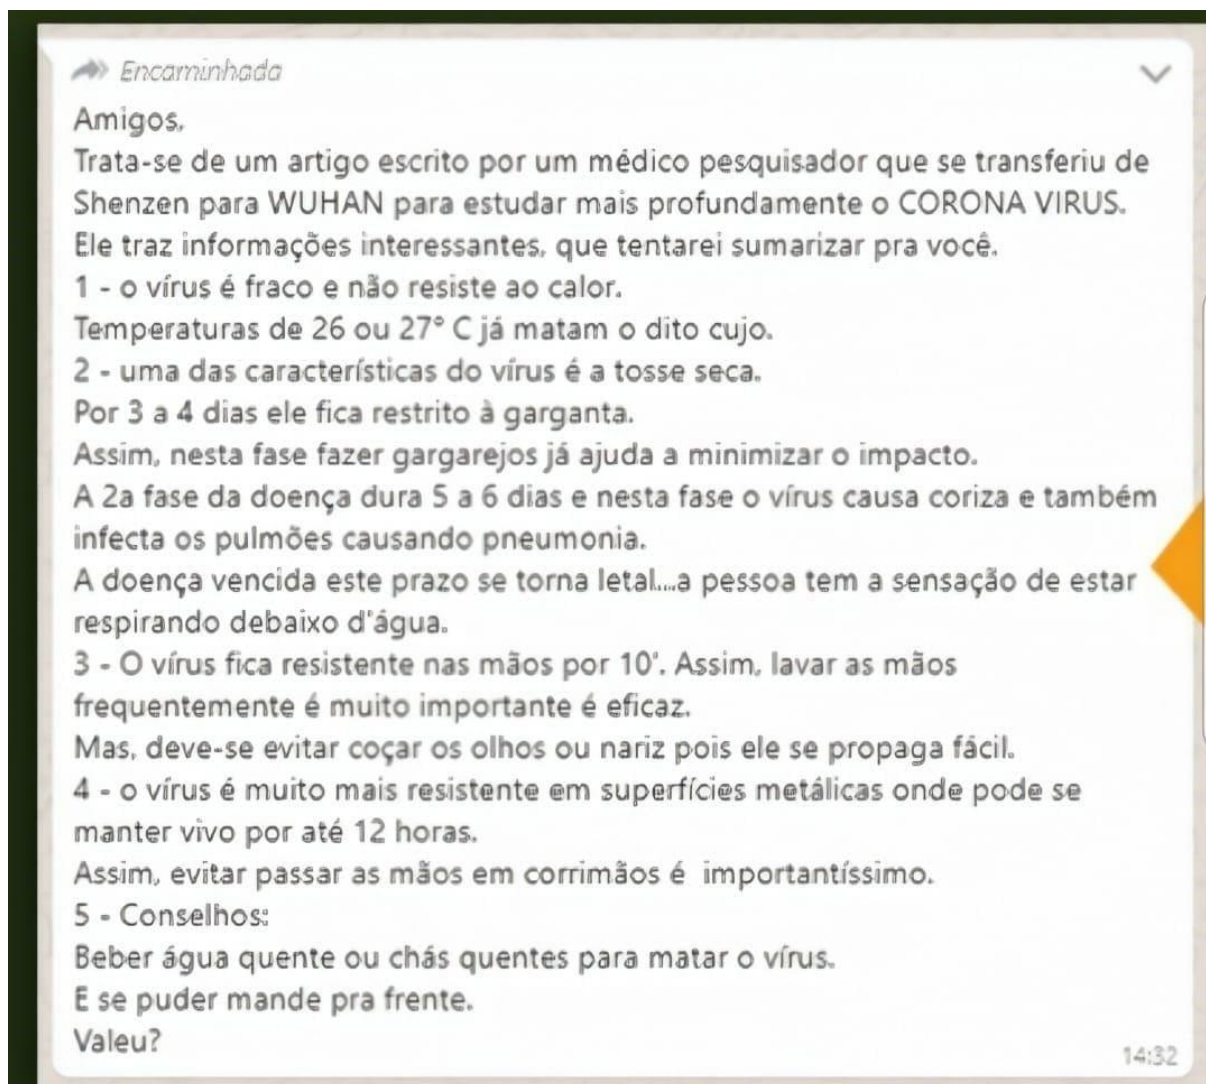 Encaminhada
Amigos,
Trata-se de um artigo escrito por um médico pesquisador que se transferiu de
Shenzen para WUHAN para estudar mais profundamente o CORONA VIRUS.
Ele traz informações interessantes, que tentarei sumarizar pra você.
1 - o vírus é fraco e não resiste ao calor.
Temperaturas de 26 ou 27° C já matam o dito cujo.
2 - uma das características do vírus é a tosse seca.
Por 3 a 4 dias ele fica restrito à garganta.
Assim, nesta fase fazer gargarejos já ajuda a minimizar o impacto.
A 2a fase da doença dura 5 a 6 dias e nesta fase o vírus causa coriza e também
infecta os pulmões causando pneumonia.
A doença vencida este prazo se torna letal....a pessoa tem a sensação de estar
respirando debaixo d'água.
3 - O vírus fica resistente nas mãos por 10'. Assim, lavar as mãos
frequentemente é muito importante é eficaz.
Mas, deve-se evitar coçar os olhos ou nariz pois ele se propaga fácil.
4 - o vírus é muito mais resistente em superfícies metálicas onde pode se
manter vivo por até 12 horas.
Assim, evitar passar as mãos em corrimãos é  importantíssimo.
5 - Conselhos:
Beber água quente ou chás quentes para matar o vírus.
E se puder mande pra frente.
Valeu?
14:32